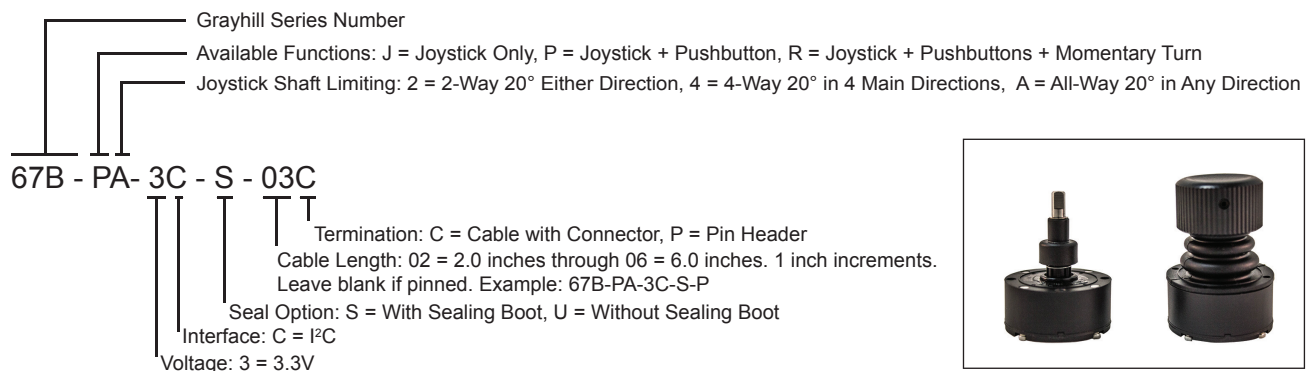 Grayhill Series Number
Available Functions: J = Joystick Only, P = Joystick + Pushbutton, R = Joystick + Pushbuttons + Momentary Turn
Joystick Shaft Limiting: 2 = 2-Way 20° Either Direction, 4 = 4-Way 20° in 4 Main Directions, A = All-Way 20° in Any Direction
67B - PA- 3C - S - 03C
Termination: C = Cable with Connector, P = Pin Header
Cable Length: 02 = 2.0 inches through 06 = 6.0 inches. 1 inch increments.
Leave blank if pinned. Example: 67B-PA-3C-S-P
Seal Option: S = With Sealing Boot, U = Without Sealing Boot
Interface: C = I²C
Voltage: 3 = 3.3V